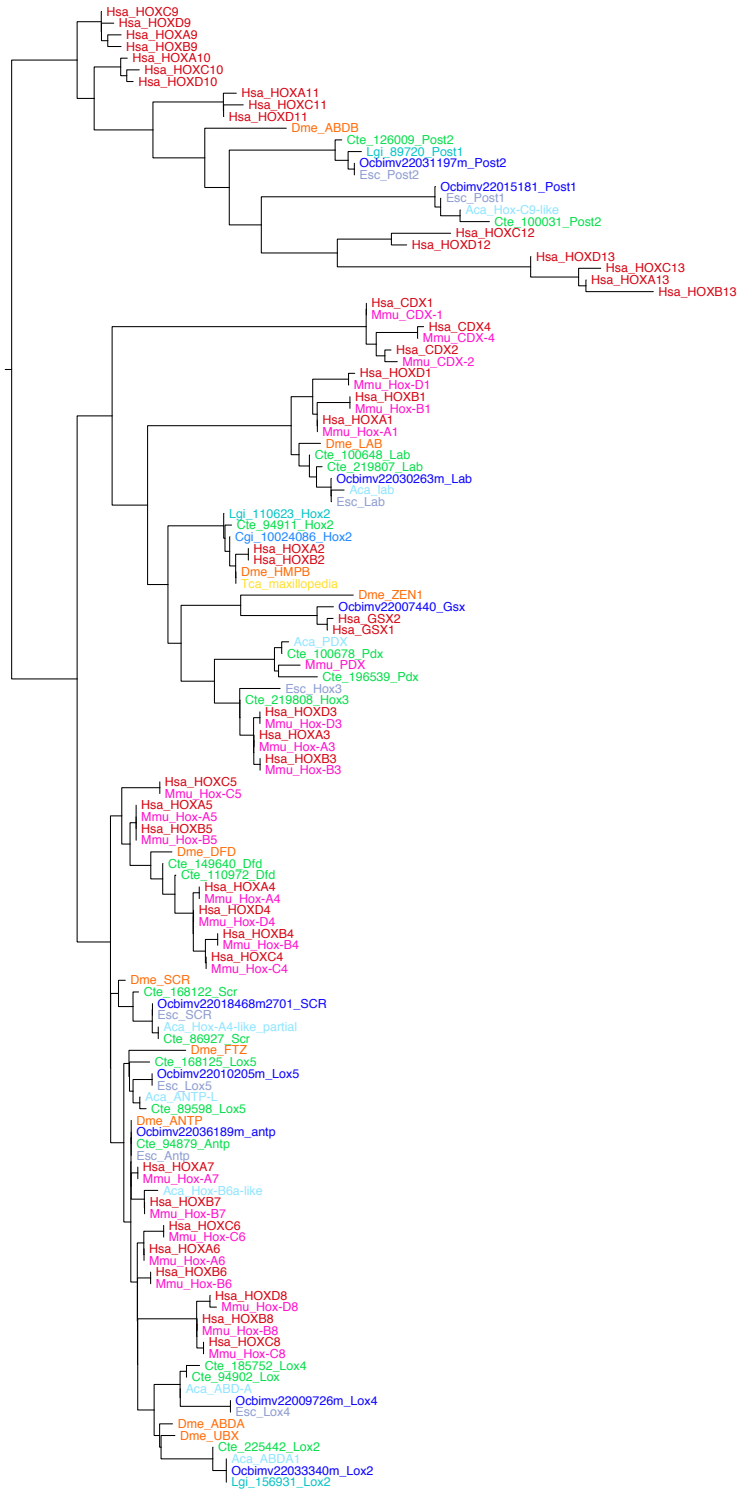 Hsa_HOXC9
Hsa_HOXD9
Hsa_HOXA9
Hsa_HOXB9
Hsa_HOXA10
Hsa_HOXC10
Hsa_HOXD10
Hsa_HOXA11
Hsa_HOXC11
Hsa_HOXD11
Dme_ABDB
Cte_126009_Post2
Lgi_89720_Post1
Ocbimv22031197m_Post2
Esc_Post2
Ocbimv22015181_Post1
Esc_Post1
Aca_Hox-C9-like
Cte_100031_Post2
Hsa_HOXC12
Hsa_HOXD12
Hsa_HOXD13
Hsa_HOXC13
Hsa_HOXA13
Hsa_HOXB13
Hsa_CDX1
Mmu_CDX-1
Hsa_CDX4
Mmu_CDX-4
Hsa_CDX2
Mmu_CDX-2
Hsa_HOXD1
Mmu_Hox-D1
Hsa_HOXB1
Mmu_Hox-B1
Hsa_HOXA1
Mmu_Hox-A1
Dme_LAB
Cte_100648_Lab
Cte_219807_Lab
Ocbimv22030263m_Lab
Aca_lab
Esc_Lab
Lgi_110623_Hox2
Cte_94911_Hox2
Cgi_10024086_Hox2
Hsa_HOXA2
Hsa_HOXB2
Dme_HMPB
Tca_maxillopedia
Dme_ZEN1
Ocbimv22007440_Gsx
Hsa_GSX2
Hsa_GSX1
Aca_PDX
Cte_100678_Pdx
Mmu_PDX
Cte_196539_Pdx
Esc_Hox3
Cte_219808_Hox3
Hsa_HOXD3
Mmu_Hox-D3
Hsa_HOXA3
Mmu_Hox-A3
Hsa_HOXB3
Mmu_Hox-B3
Hsa_HOXC5
Mmu_Hox-C5
Hsa_HOXA5
Mmu_Hox-A5
Hsa_HOXB5
Mmu_Hox-B5
Dme_DFD
Cte_149640_Dfd
Cte_110972_Dfd
Hsa_HOXA4
Mmu_Hox-A4
Hsa_HOXD4
Mmu_Hox-D4
Hsa_HOXB4
Mmu_Hox-B4
Hsa_HOXC4
Mmu_Hox-C4
Dme_SCR
Cte_168122_Scr
Ocbimv22018468m2701_SCR
Esc_SCR
Aca_Hox-A4-like_partial
Cte_86927_Scr
Dme_FTZ
Cte_168125_Lox5
Ocbimv22010205m_Lox5
Esc_Lox5
Aca_ANTP-L
Cte_89598_Lox5
Dme_ANTP
Ocbimv22036189m_antp
Cte_94879_Antp
Esc_Antp
Hsa_HOXA7
Mmu_Hox-A7
Aca_Hox-B6a-like
Hsa_HOXB7
Mmu_Hox-B7
Hsa_HOXC6
Mmu_Hox-C6
Hsa_HOXA6
Mmu_Hox-A6
Hsa_HOXB6
Mmu_Hox-B6
Hsa_HOXD8
Mmu_Hox-D8
Hsa_HOXB8
Mmu_Hox-B8
Hsa_HOXC8
Mmu_Hox-C8
Cte_185752_Lox4
Cte_94902_Lox
Aca_ABD-A
Ocbimv22009726m_Lox4
Esc_Lox4
Dme_ABDA
Dme_UBX
Cte_225442_Lox2
Aca_ABDA1
Ocbimv22033340m_Lox2
Lgi_156931_Lox2